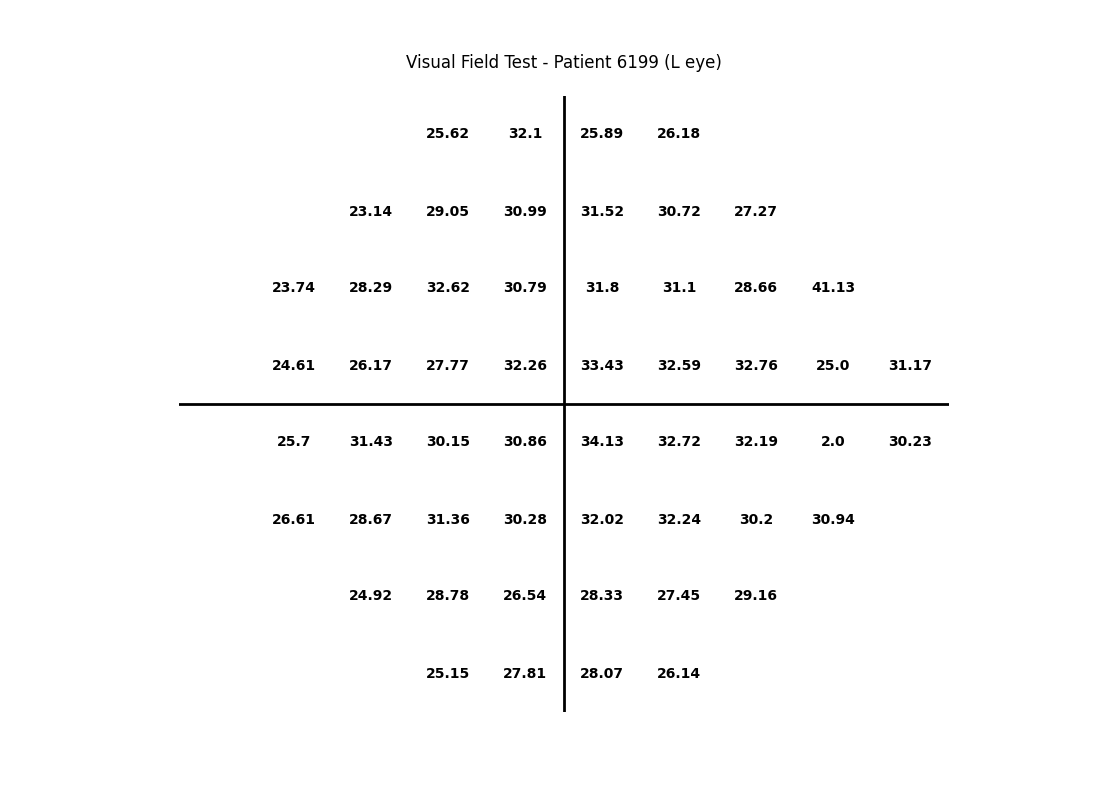 Visual Field Test - Patient 6199 (L eye)
25.62 32.1 25.89 26.18
23.14 29.05 30.99 31.52 30.72 27.27
23.74 28.29 32.62 30.79 31.8 31.1 28.66 41.13
24.61 26.17 27.77 32.26 33.43 32.59 32.76 25.0 31.17
25.7 31.43 30.15 30.86 34.13 32.72 32.19 2.0 30.23
26.61 28.67 31.36 30.28 32.02 32.24 30.2 30.94
24.92 28.78 26.54 28.33 27.45 29.16
25.15 27.81 28.07 26.14